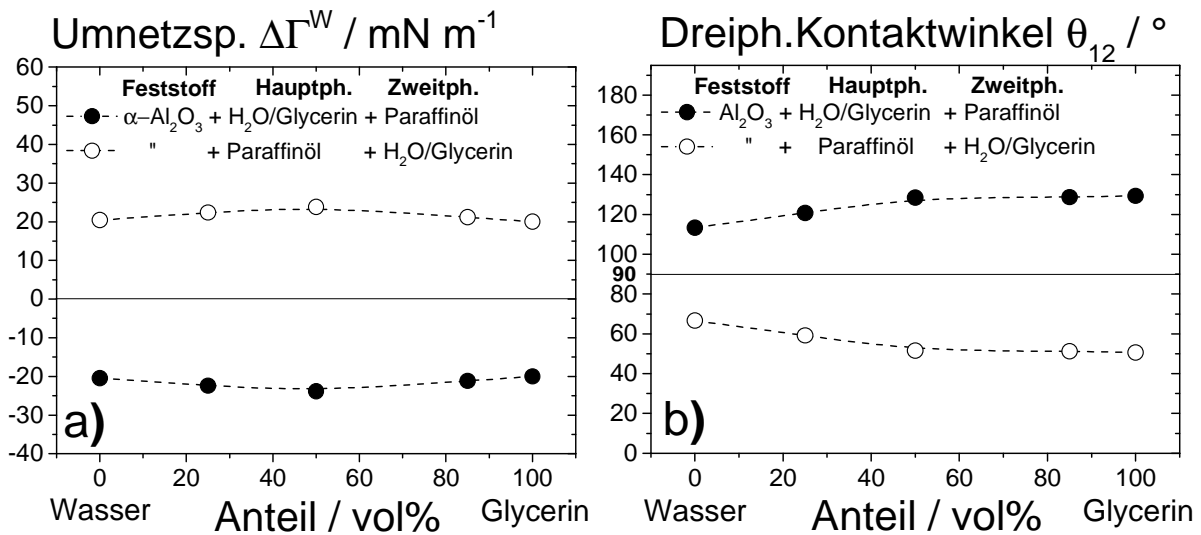 Umnetzsp. ΔΓ^W / mN m^-1
Feststoff Hauptph. Zweitph.
α–Al₂O₃ + H₂O/Glycerin + Paraffinöl
" + Paraffinöl + H₂O/Glycerin
60
50
40
30
20
10
0
-10
-20
-30
-40
a)
0 20 40 60 80 100
Wasser Anteil / vol% Glycerin
Dreiph.Kontaktwinkel θ₁₂ / °
Feststoff Hauptph. Zweitph.
Al₂O₃ + H₂O/Glycerin + Paraffinöl
" + Paraffinöl + H₂O/Glycerin
180
160
140
120
100
90
80
60
40
20
0
b)
0 20 40 60 80 100
Wasser Anteil / vol% Glycerin